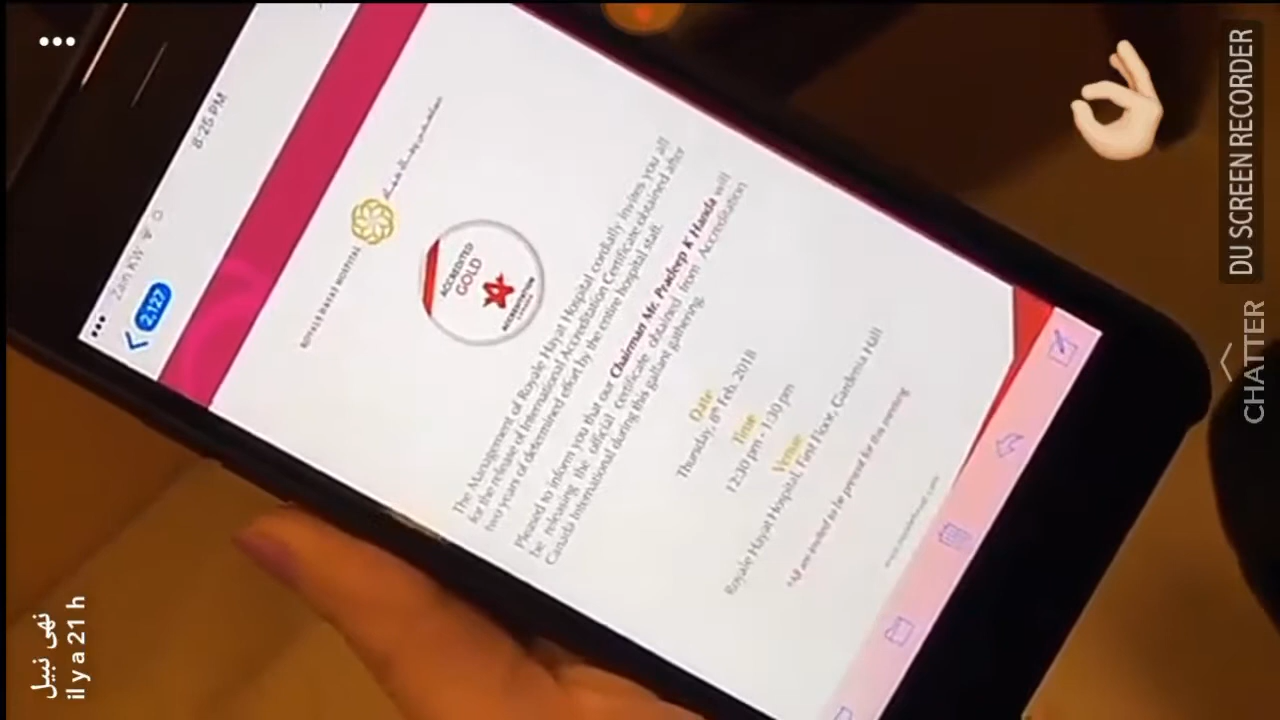 8:25 PM
Zain KW
2,127
ROYALE HAYAT HOSPITAL
ACCREDITED
GOLD
ACCREDITATION
The Management of Royale Hayat Hospital cordially invites you all
for the release of International Accreditation Certificate obtained after
two years of determined effort by the entire hospital staff.
Pleased to inform you that our Chairman Mr. Pradeep K Handa will
be releasing the official certificate obtained from Accreditation
Canada International during this gallant gathering.
Date
Thursday, 8th Feb. 2018
Time
12:30 pm - 1:30 pm
Venue
Royale Hayat Hospital, First Floor, Gardenia Hall
*All are invited to be present for this
نهى نبيل
il y a 21 h
DU SCREEN RECORDER
CHATTER